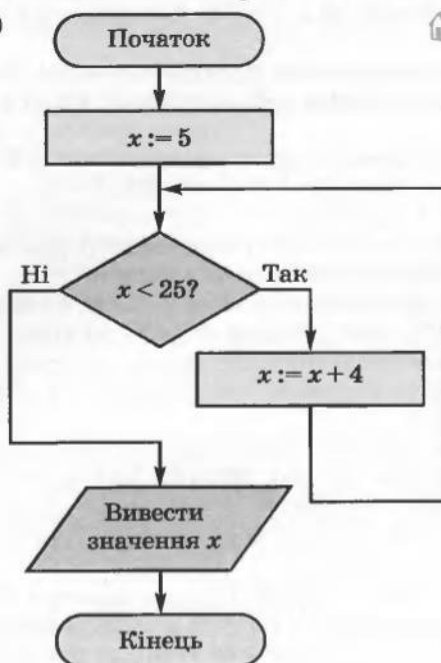 )
Початок
x := 5
x < 25?
Ні
Так
x := x + 4
Вивести
значення x
Кінець